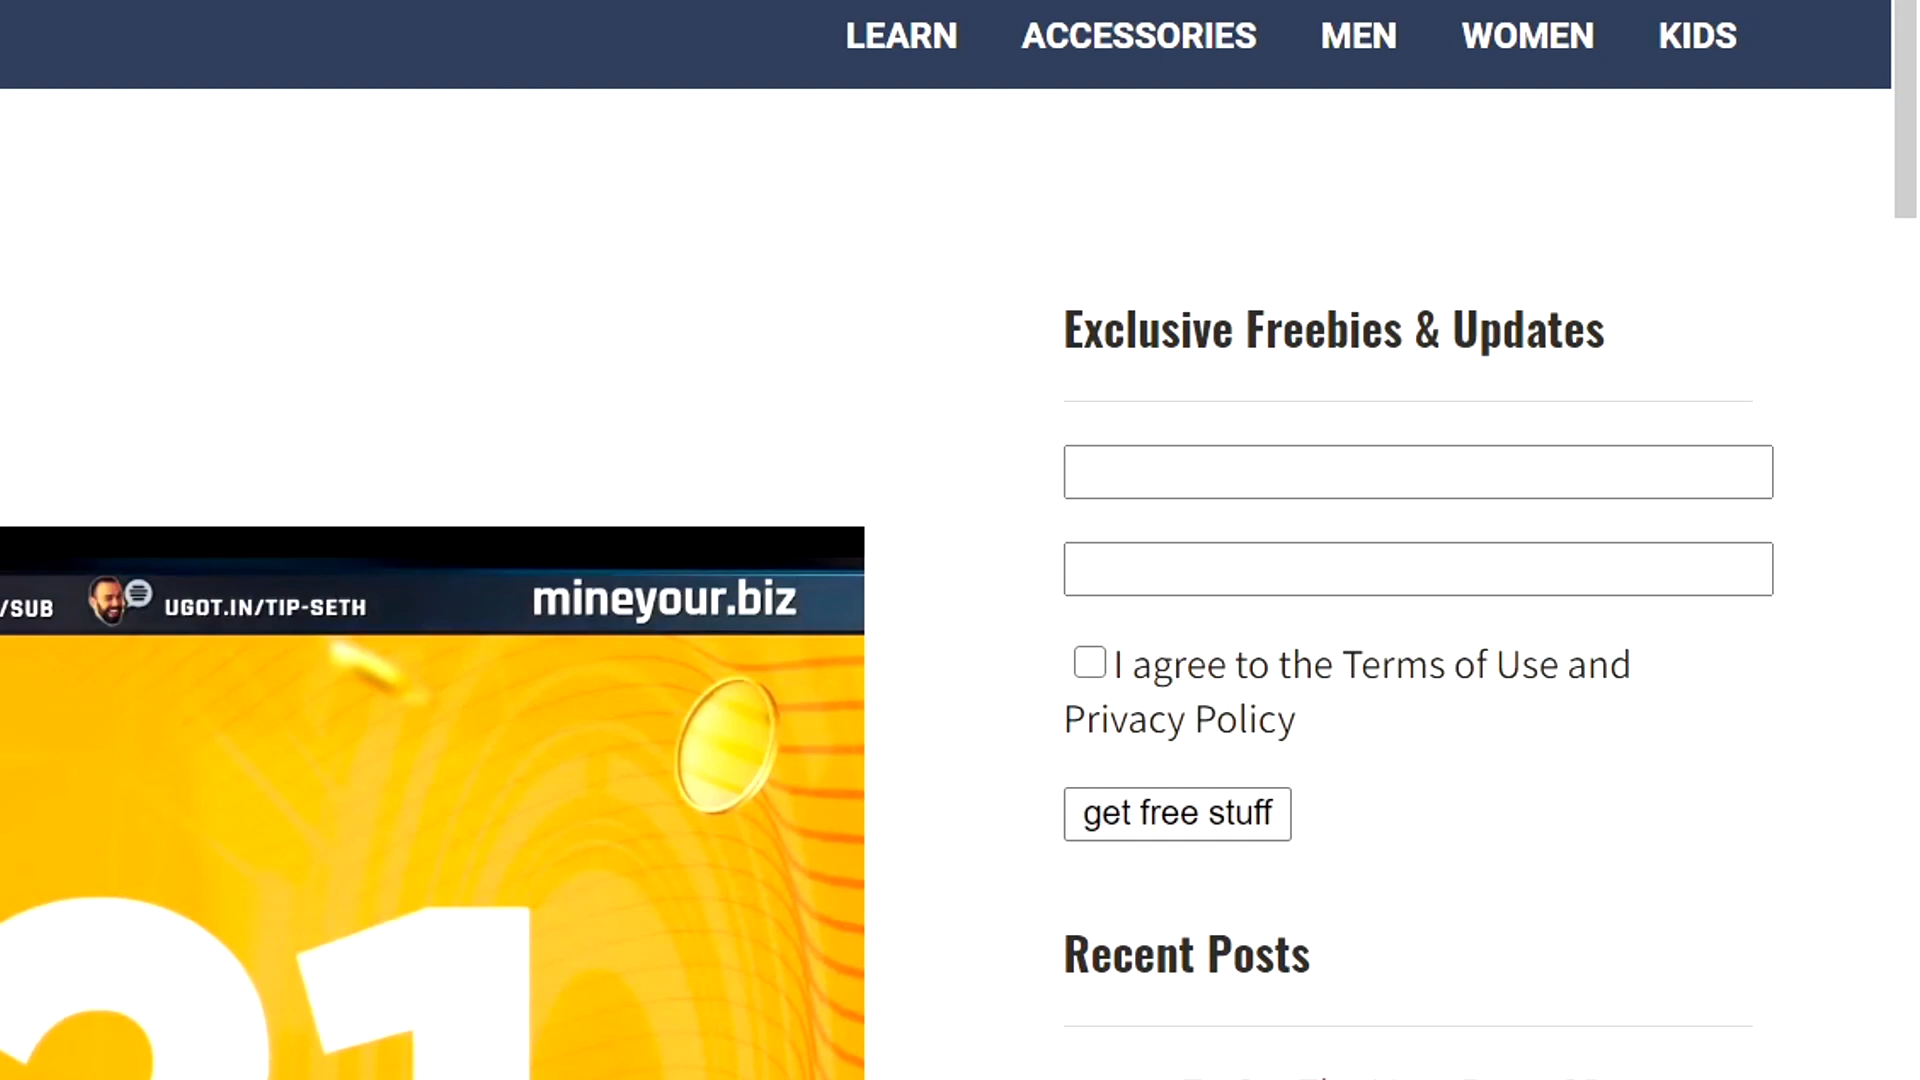 LEARN ACCESSORIES MEN WOMEN KIDS
Exclusive Freebies & Updates
/SUB UGOT.IN/TIP-SETH mineyour.biz
I agree to the Terms of Use and
Privacy Policy
get free stuff
21
Recent Posts